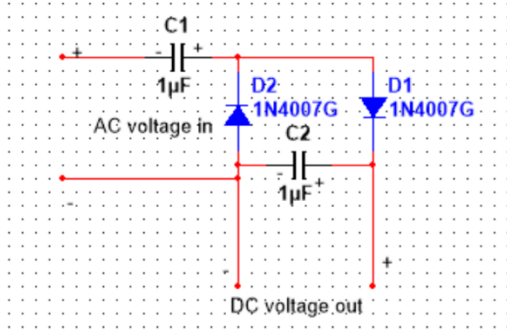 C1
+
- +
1µF
D2
1N4007G
D1
1N4007G
AC voltage in
C2
- +
1µF
-
- +
DC voltage out